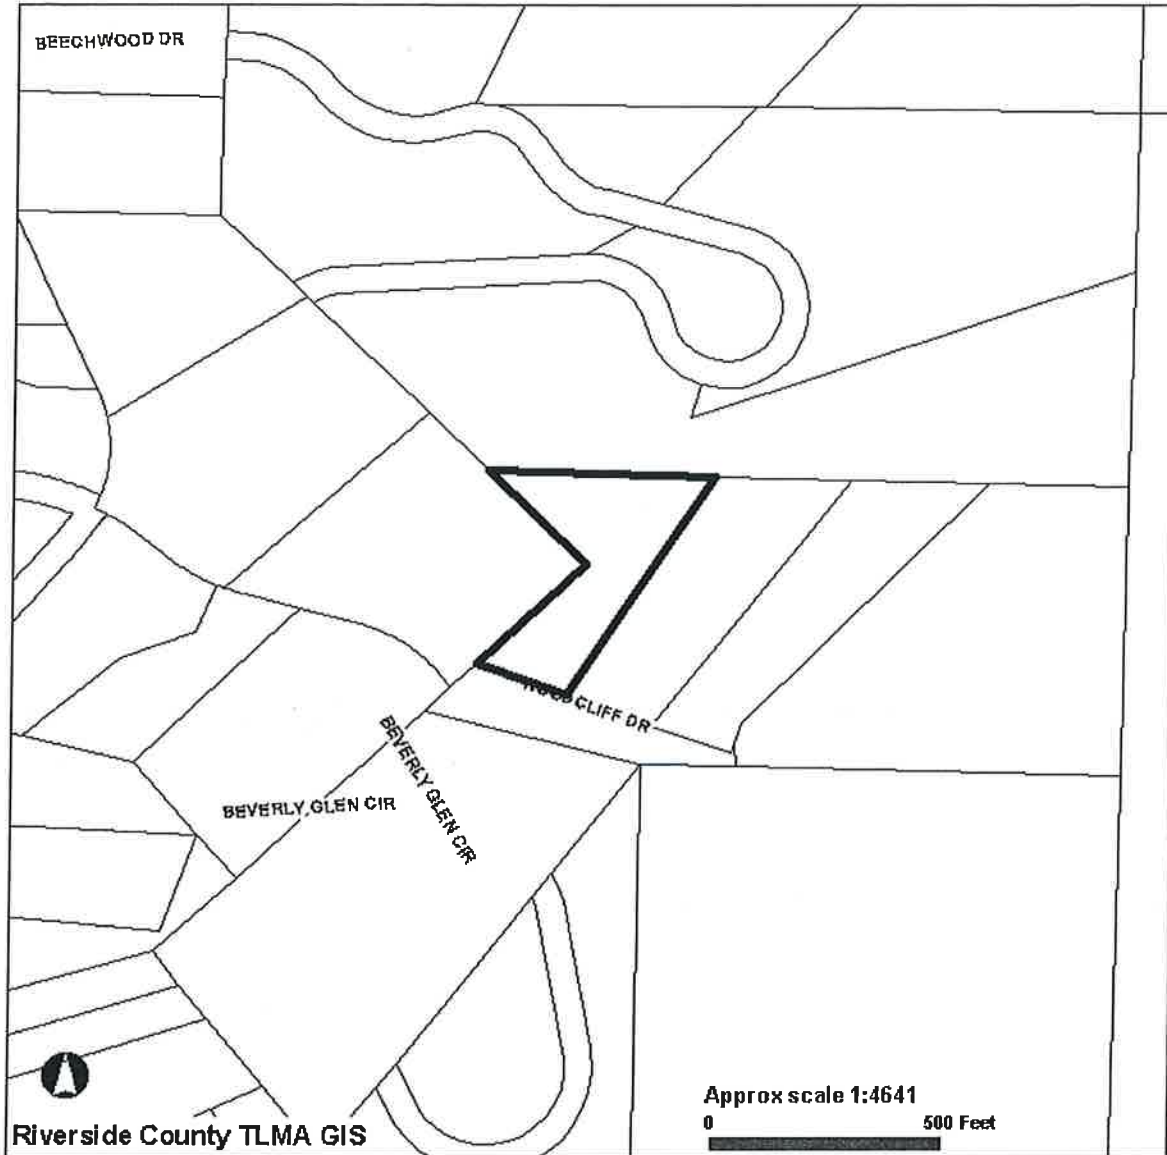 BEECHWOOD DR
WOODCLIFF DR
BEVERLY GLEN CIR
BEVERLY GLEN CIR
Approx scale 1:4641
0 500 Feet
Riverside County TLMA GIS